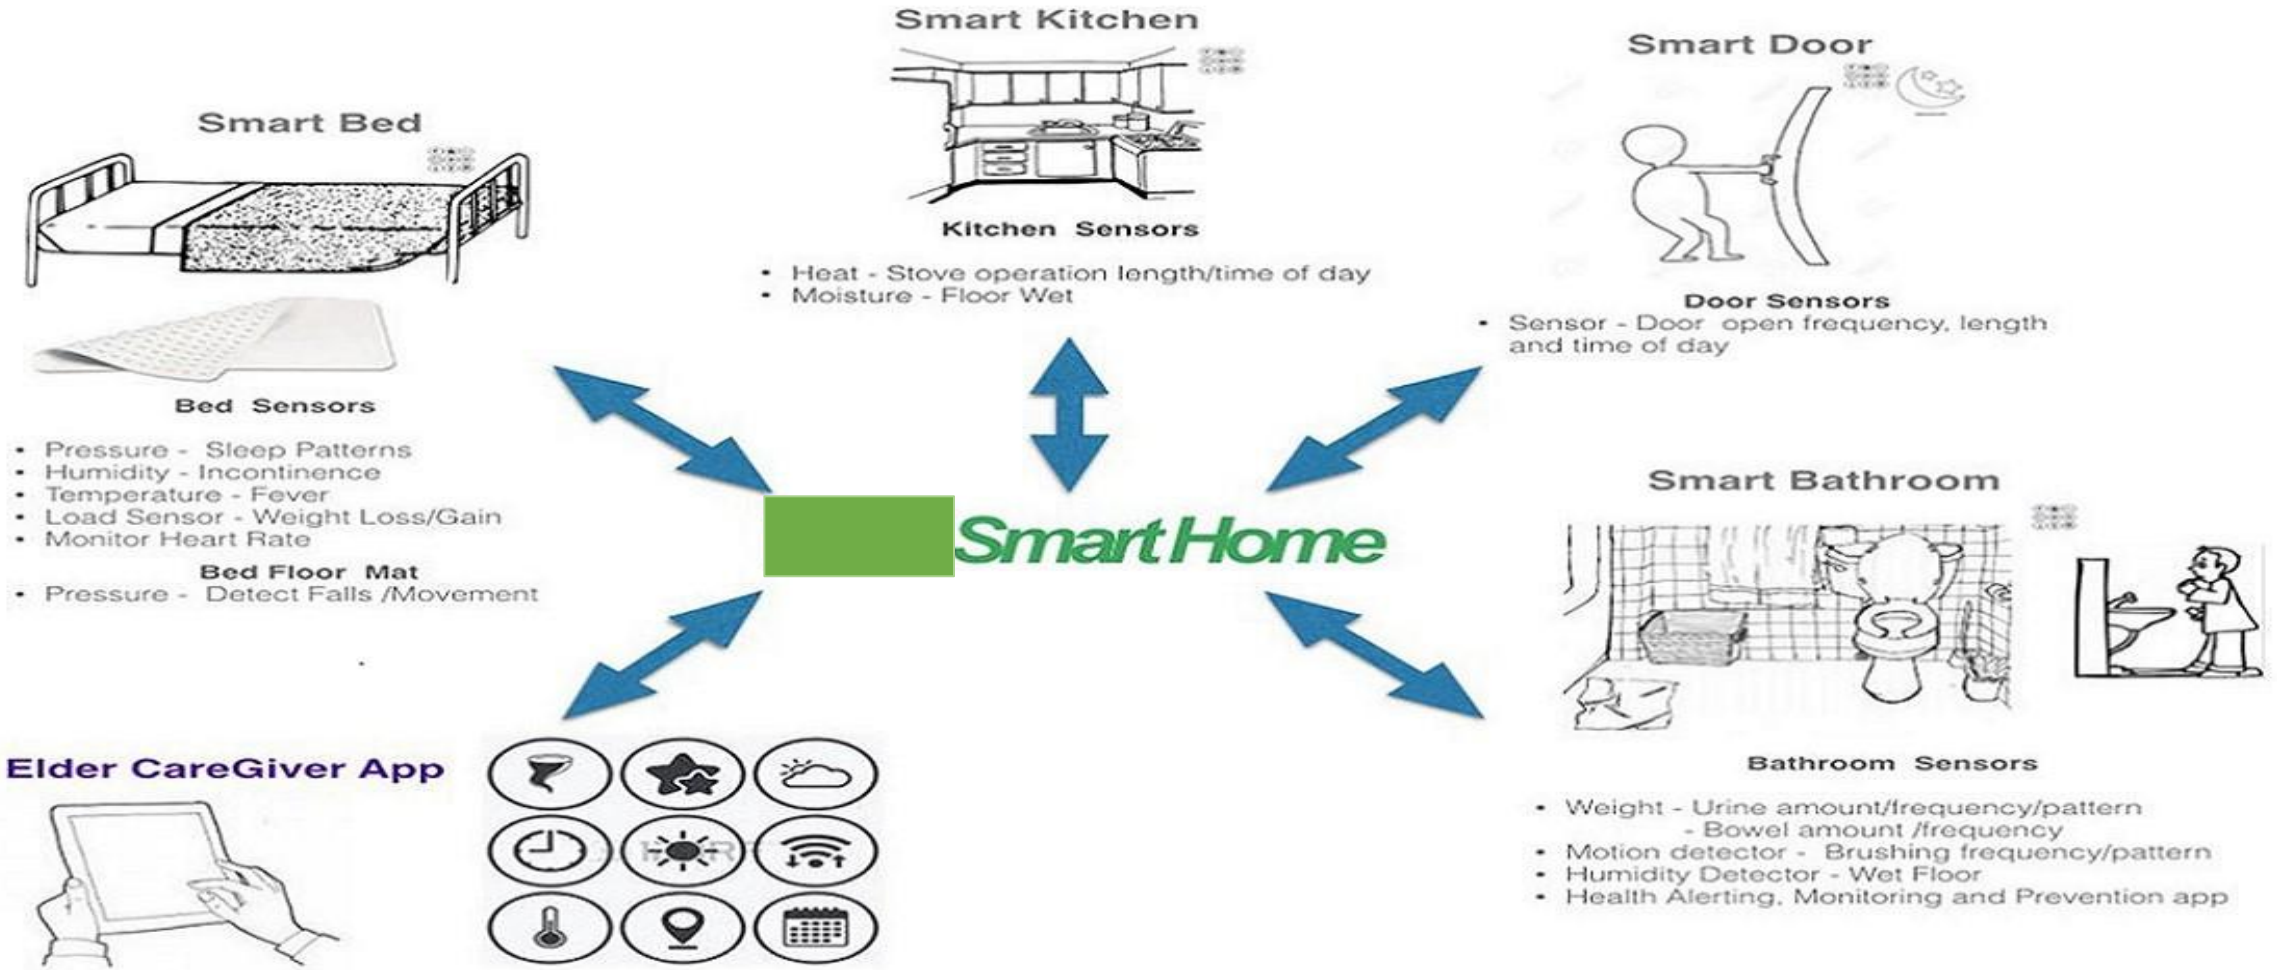 Smart Kitchen
Kitchen Sensors
• Heat - Stove operation length/time of day
• Moisture - Floor Wet
Smart Door
Door Sensors
• Sensor - Door open frequency, length
and time of day
Smart Bed
Bed Sensors
• Pressure - Sleep Patterns
• Humidity - Incontinence
• Temperature - Fever
• Load Sensor - Weight Loss/Gain
• Monitor Heart Rate
Bed Floor Mat
• Pressure - Detect Falls /Movement
Smart Home
Smart Bathroom
Bathroom Sensors
• Weight - Urine amount/frequency/pattern
- Bowel amount /frequency
• Motion detector - Brushing frequency/pattern
• Humidity Detector - Wet Floor
• Health Alerting, Monitoring and Prevention app
Elder CareGiver App